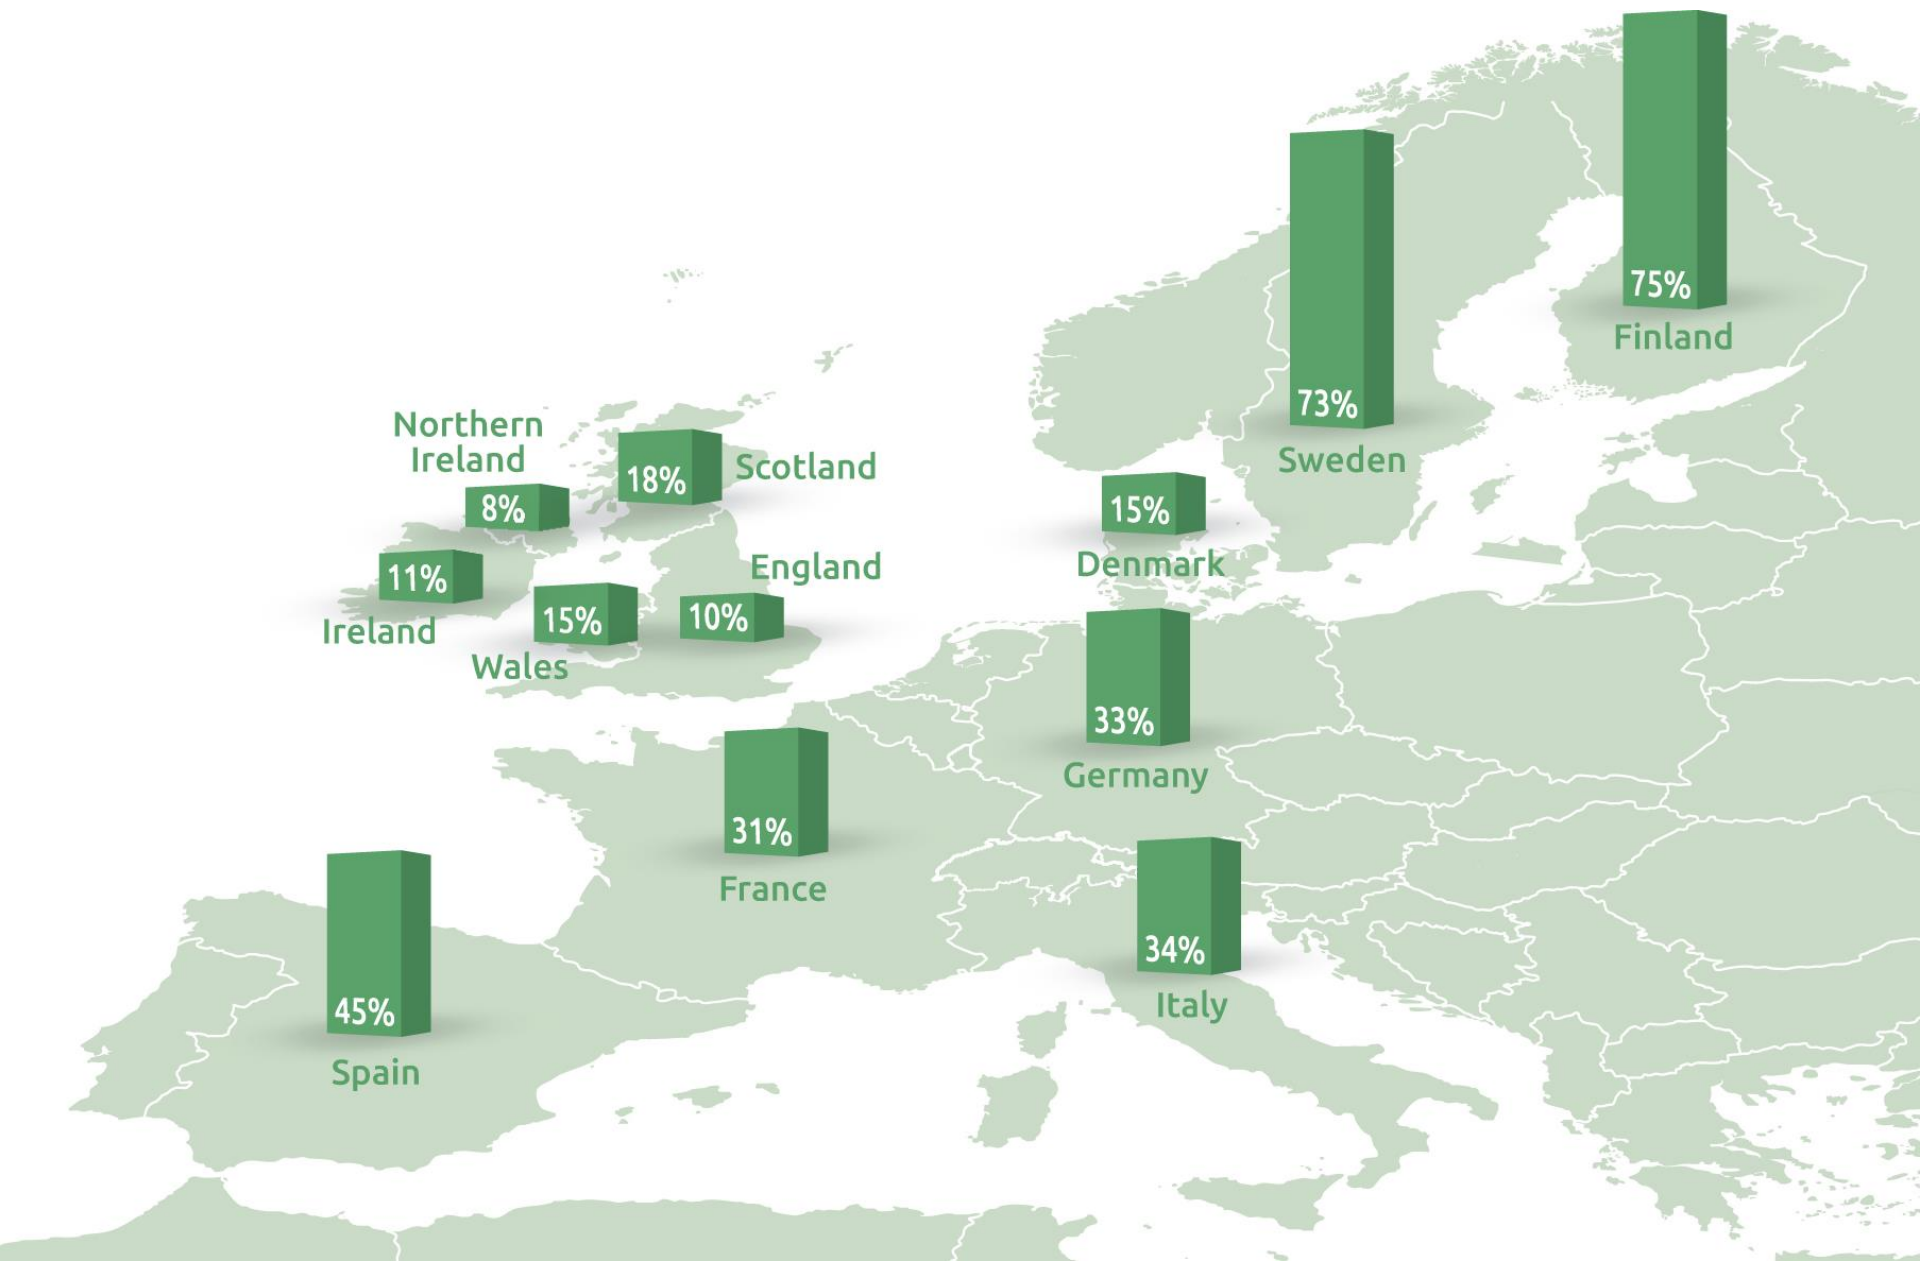 75%
Finland
73%
Sweden
Northern
Ireland
8%
18%
Scotland
15%
Denmark
11%
Ireland
15%
Wales
England
10%
33%
Germany
31%
France
34%
Italy
45%
Spain